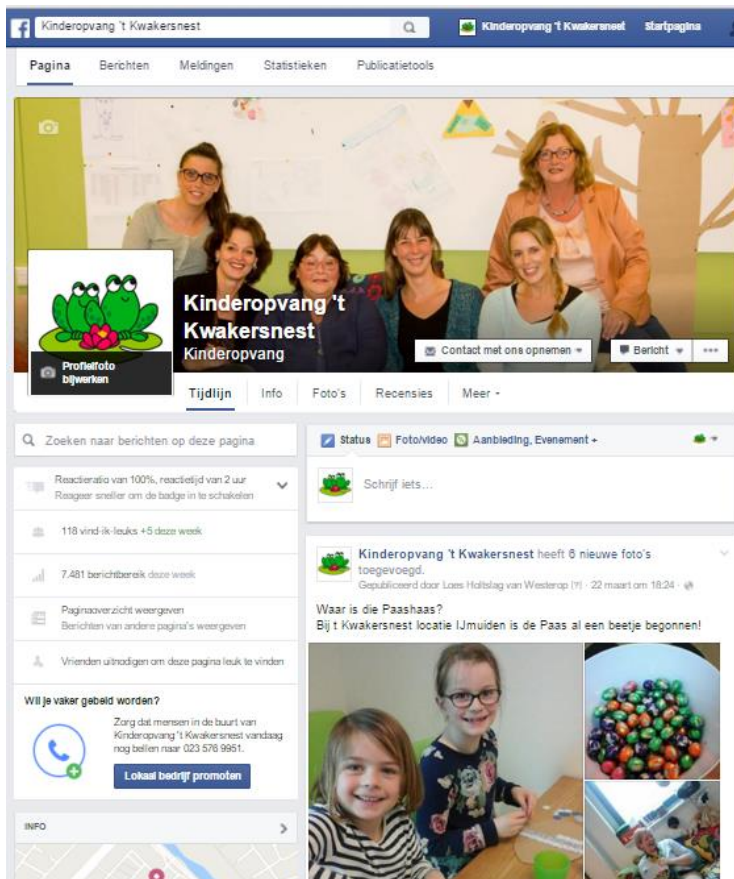 Kinderopvang 't Kwakersnest
Kinderopvang 't Kwakersnest Startpagina
Pagina Berichten Meldingen Statistieken Publicatietools
Kinderopvang 't
Kwakersnest
Kinderopvang
Profielfoto
bijwerken
Contact met ons opnemen
Bericht
Tijdlijn Info Foto's Recensies Meer
Zoeken naar berichten op deze pagina
Reactieratio van 100%, reactietijd van 2 uur
Reageer sneller om de badge in te schakelen
118 vind-ik-leuks +5 deze week
7.481 berichtbereik deze week
Paginaoverzicht weergeven
Berichten van andere pagina's weergeven
Vrienden uitnodigen om deze pagina leuk te vinden
Wil je vaker gebeld worden?
Zorg dat mensen in de buurt van
Kinderopvang 't Kwakersnest vandaag
nog bellen naar 023 576 9951.
Lokaal bedrijf promoten
INFO
Status Foto/video Aanbieding, Evenement +
Schrijf iets...
Kinderopvang 't Kwakersnest heeft 6 nieuwe foto's
toegevoegd.
Gepubliceerd door Loes Holtslag van Westerop [?] · 22 maart om 18:24 ·
Waar is die Paashaas?
Bij t Kwakersnest locatie IJmuiden is de Paas al een beetje begonnen!